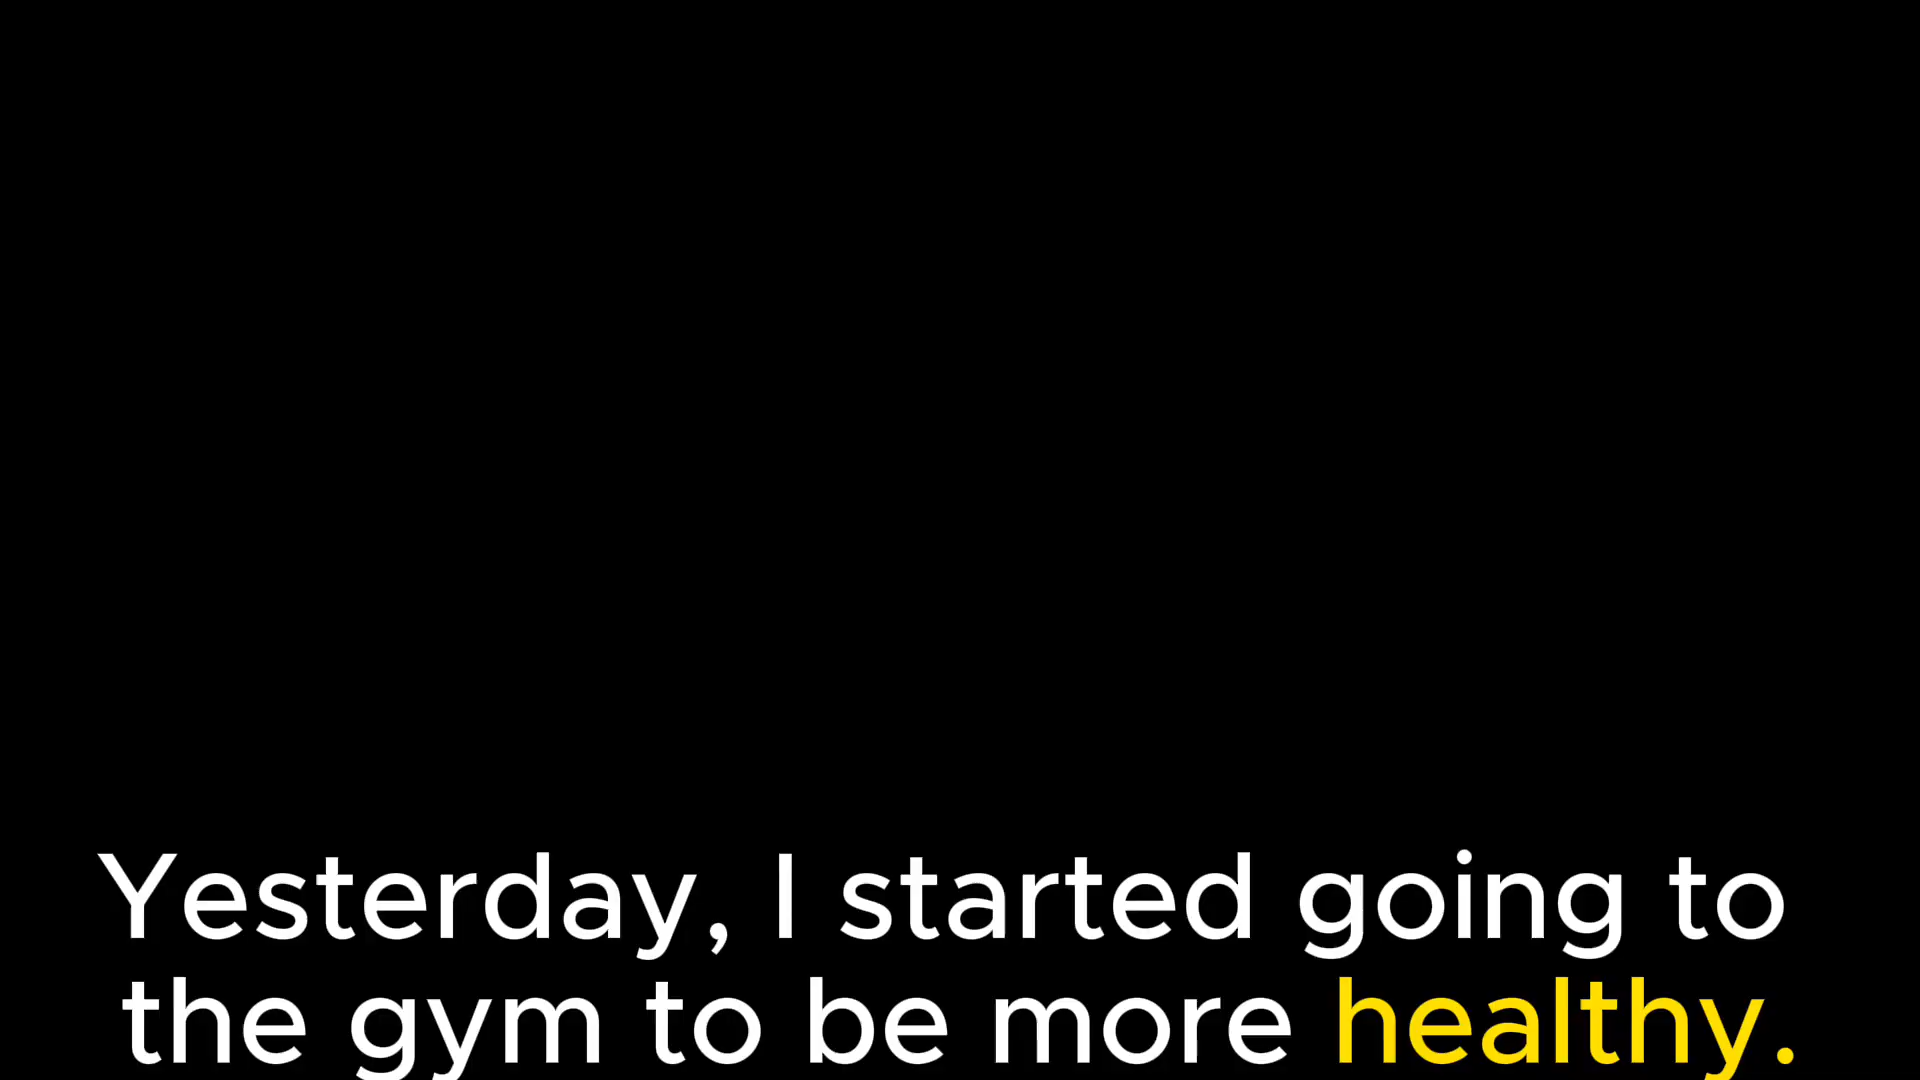 Yesterday, I started going to
the gym to be more healthy.